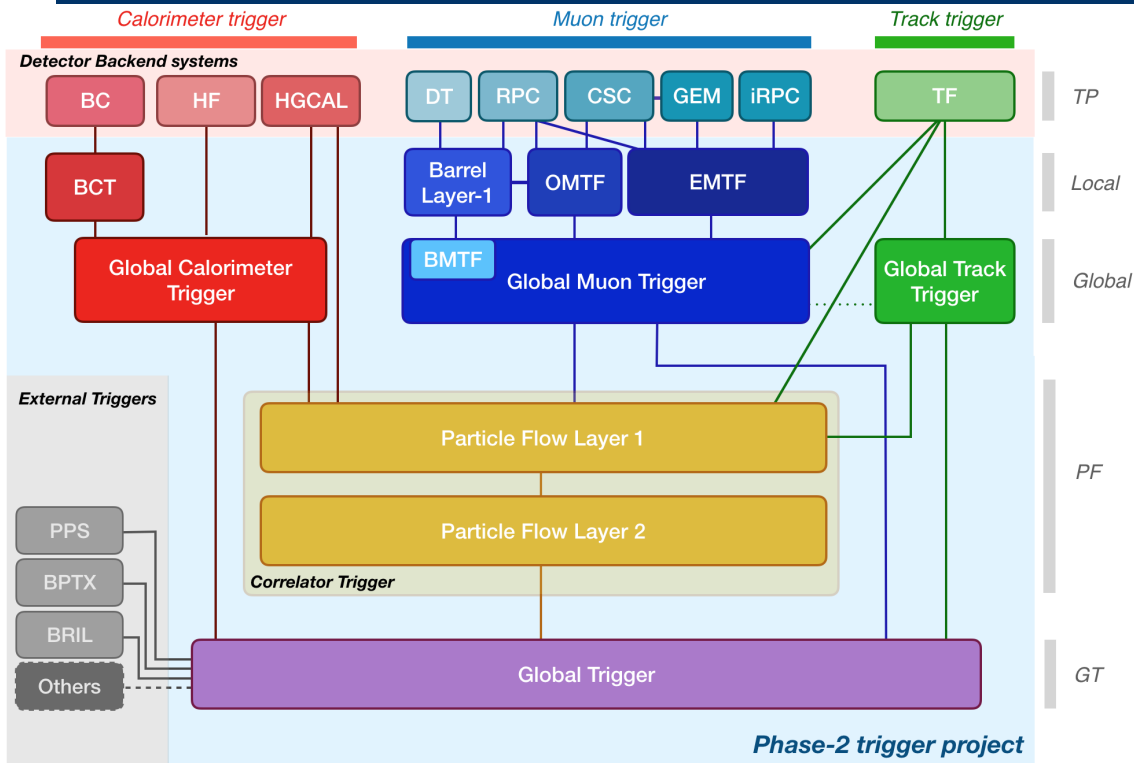 Calorimeter trigger
Muon trigger
Track trigger
Detector Backend systems
BC
HF
HGCAL
DT
RPC
CSC
GEM
iRPC
TF
TP
BCT
Barrel
Layer-1
OMTF
EMTF
Local
Global Calorimeter
Trigger
BMTF
Global Muon Trigger
Global Track
Trigger
Global
External Triggers
Particle Flow Layer 1
PF
Particle Flow Layer 2
Correlator Trigger
PPS
BPTX
BRIL
Others
Global Trigger
GT
Phase-2 trigger project